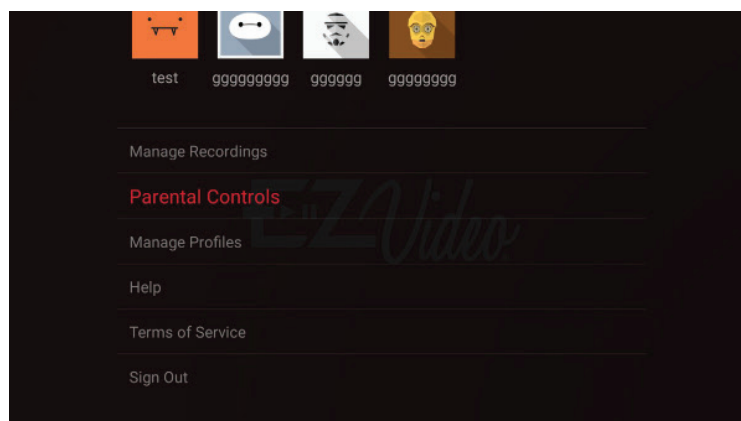 test ggggggggg gggggg gggggggg
Manage Recordings
Parental Controls
EZ Video
Manage Profiles
Help
Terms of Service
Sign Out